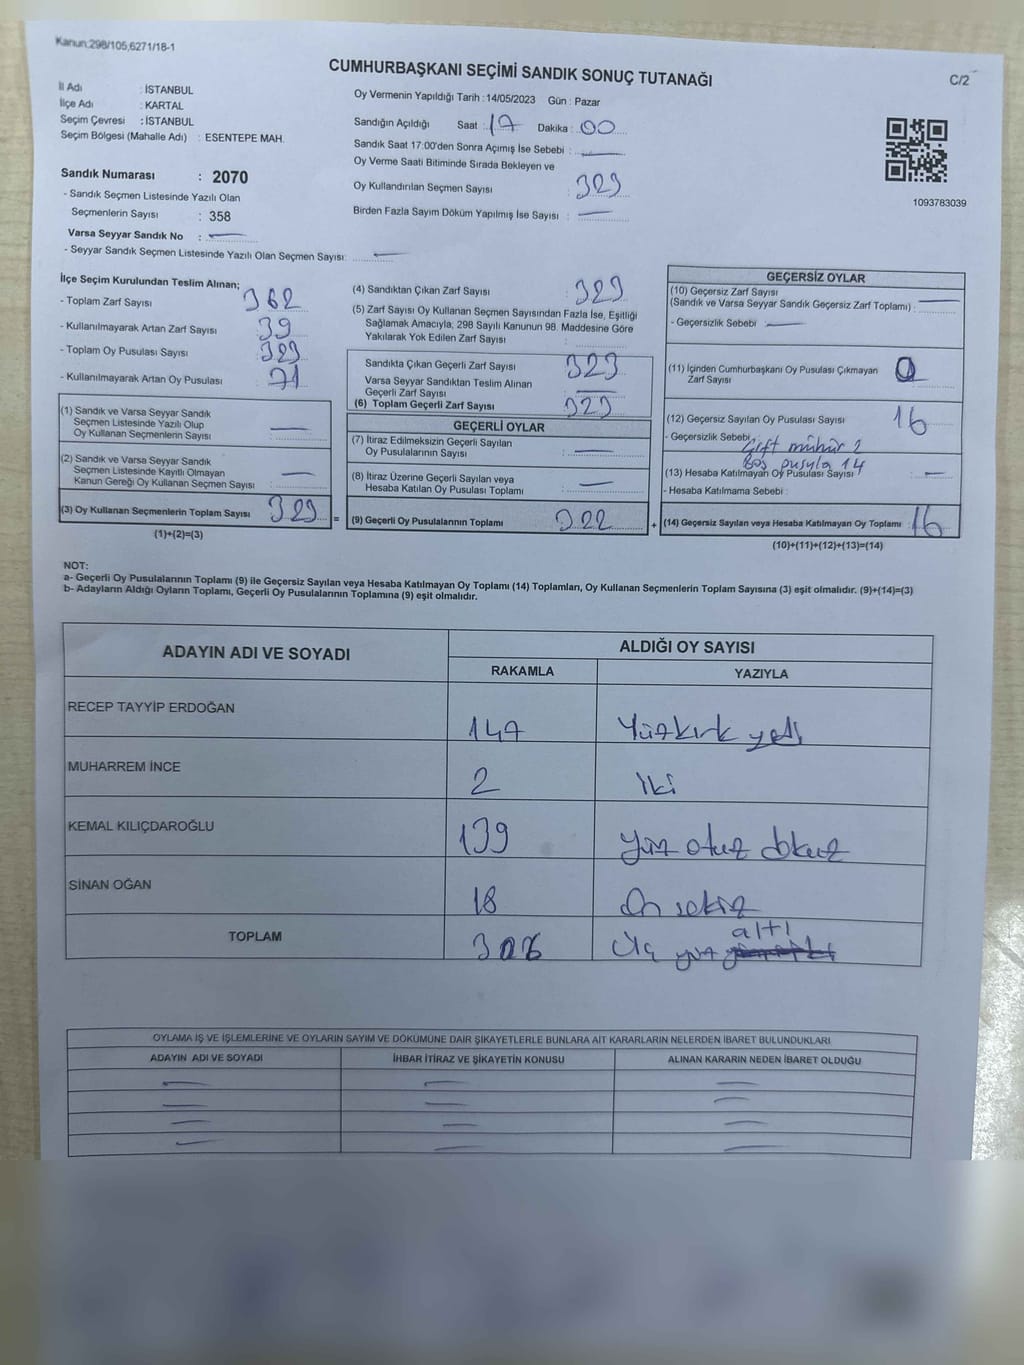 Kanun:298/105,6271/18-1
CUMHURBAŞKANI SEÇİMİ SANDIK SONUÇ TUTANAĞI
C/2
İl Adı : İSTANBUL
İlçe Adı : KARTAL
Seçim Çevresi : İSTANBUL
Seçim Bölgesi (Mahalle Adı) : ESENTEPE MAH.
Sandık Numarası : 2070
- Sandık Seçmen Listesinde Yazılı Olan
Seçmenlerin Sayısı : 358
Varsa Seyyar Sandık No : —
- Seyyar Sandık Seçmen Listesinde Yazılı Olan Seçmen Sayısı: —
Oy Vermenin Yapıldığı Tarih : 14/05/2023 Gün : Pazar
Sandığın Açıldığı Saat : 17 Dakika : 00
Sandık Saat 17:00'den Sonra Açımış İse Sebebi : —
Oy Verme Saati Bitiminde Sırada Bekleyen ve
Oy Kullandırılan Seçmen Sayısı : 323
Birden Fazla Sayım Döküm Yapılmış İse Sayısı : —
1093783039
İlçe Seçim Kurulundan Teslim Alınan;
- Toplam Zarf Sayısı : 362
- Kullanılmayarak Artan Zarf Sayısı : 39
- Toplam Oy Pusulası Sayısı : 323
- Kullanılmayarak Artan Oy Pusulası : 71
(1) Sandık ve Varsa Seyyar Sandık
Seçmen Listesinde Yazılı Olup
Oy Kullanan Seçmenlerin Sayısı : —
(2) Sandık ve Varsa Seyyar Sandık
Seçmen Listesinde Kayıtlı Olmayan
Kanun Gereği Oy Kullanan Seçmen Sayısı : —
(3) Oy Kullanan Seçmenlerin Toplam Sayısı : 323 =
(1)+(2)=(3)
(4) Sandıktan Çıkan Zarf Sayısı : 323
(5) Zarf Sayısı Oy Kullanan Seçmen Sayısından Fazla İse, Eşitliği
Sağlamak Amacıyla; 298 Sayılı Kanunun 98. Maddesine Göre
Yakılarak Yok Edilen Zarf Sayısı :
Sandıkta Çıkan Geçerli Zarf Sayısı : 323
Varsa Seyyar Sandıktan Teslim Alınan
Geçerli Zarf Sayısı : —
(6) Toplam Geçerli Zarf Sayısı : 323
GEÇERLİ OYLAR
(7) İtiraz Edilmeksizin Geçerli Sayılan
Oy Pusulalarının Sayısı : —
(8) İtiraz Üzerine Geçerli Sayılan veya
Hesaba Katılan Oy Pusulası Toplamı : —
(9) Geçerli Oy Pusulalarının Toplamı : 322 +
GEÇERSİZ OYLAR
(10) Geçersiz Zarf Sayısı
(Sandık ve Varsa Seyyar Sandık Geçersiz Zarf Toplamı) : —
- Geçersizlik Sebebi : —
(11) İçinden Cumhurbaşkanı Oy Pusulası Çıkmayan
Zarf Sayısı : 0
(12) Geçersiz Sayılan Oy Pusulası Sayısı : 16
- Geçersizlik Sebebi : Çift mühür 2
Boş pusula 14
(13) Hesaba Katılmayan Oy Pusulası Sayısı : —
- Hesaba Katılmama Sebebi :
(14) Geçersiz Sayılan veya Hesaba Katılmayan Oy Toplamı : 16
(10)+(11)+(12)+(13)=(14)
NOT:
a- Geçerli Oy Pusulalarının Toplamı (9) ile Geçersiz Sayılan veya Hesaba Katılmayan Oy Toplamı (14) Toplamları, Oy Kullanan Seçmenlerin Toplam Sayısına (3) eşit olmalıdır. (9)+(14)=(3)
b- Adayların Aldığı Oyların Toplamı, Geçerli Oy Pusulalarının Toplamına (9) eşit olmalıdır.
ADAYIN ADI VE SOYADI
ALDIĞI OY SAYISI
RAKAMLA YAZIYLA
RECEP TAYYİP ERDOĞAN 147 Yüzkırk yedi
MUHARREM İNCE 2 İki
KEMAL KILIÇDAROĞLU 139 Yüz otuz dokuz
SİNAN OĞAN 18 On sekiz
TOPLAM 306 Üç yüz altı
OYLAMA İŞ VE İŞLEMLERİNE VE OYLARIN SAYIM VE DÖKÜMÜNE DAİR ŞİKAYETLERLE BUNLARA AİT KARARLARIN NELERDEN İBARET BULUNDUKLARI
ADAYIN ADI VE SOYADI İHBAR İTİRAZ VE ŞİKAYETİN KONUSU ALINAN KARARIN NEDEN İBARET OLDUĞU